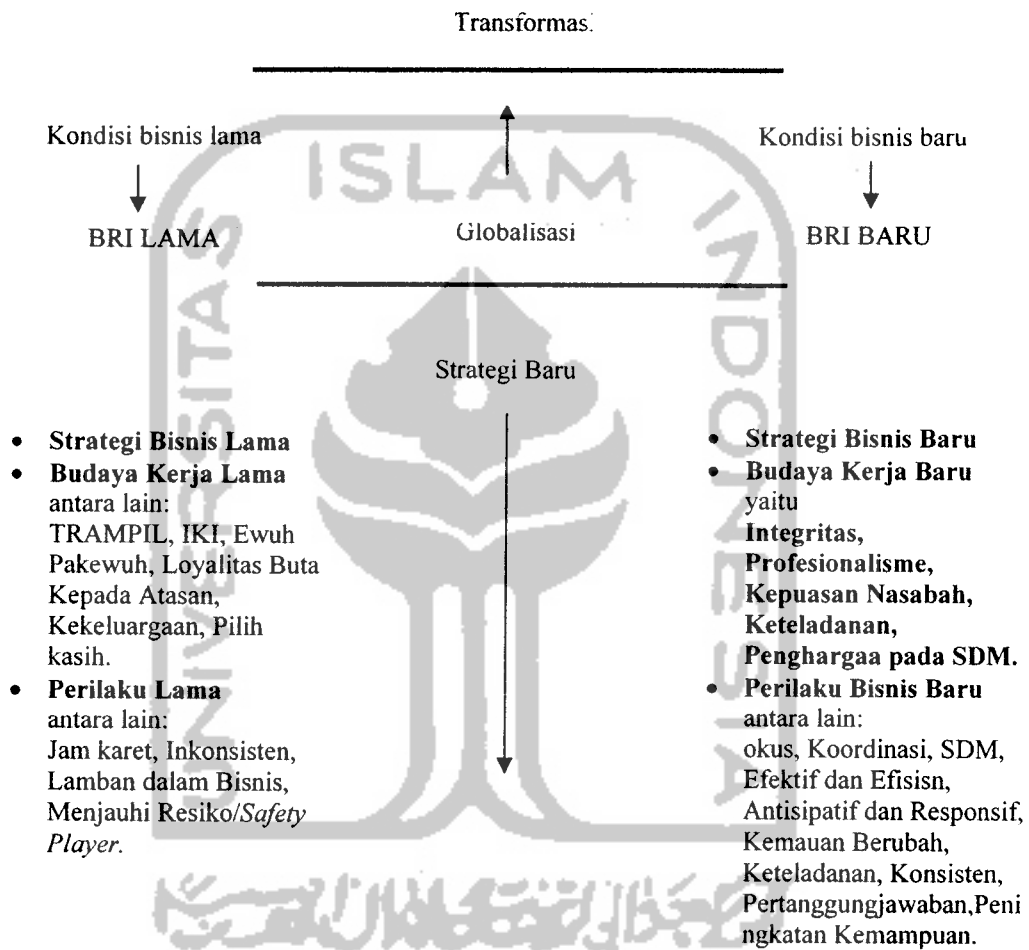 Transformas.
Kondisi bisnis lama
Kondisi bisnis baru
BRI LAMA
Globalisasi
BRI BARU
Strategi Baru
• Strategi Bisnis Lama
• Budaya Kerja Lama
antara lain:
TRAMPIL, IKI, Ewuh
Pakewuh, Loyalitas Buta
Kepada Atasan,
Kekeluargaan, Pilih
kasih.
• Perilaku Lama
antara lain:
Jam karet, Inkonsisten,
Lamban dalam Bisnis,
Menjauhi Resiko/Safety
Player.
• Strategi Bisnis Baru
• Budaya Kerja Baru
yaitu
Integritas,
Profesionalisme,
Kepuasan Nasabah,
Keteladanan,
Penghargaa pada SDM.
• Perilaku Bisnis Baru
antara lain:
okus, Koordinasi, SDM,
Efektif dan Efisisn,
Antisipatif dan Responsif,
Kemauan Berubah,
Keteladanan, Konsisten,
Pertanggungjawaban,Peni
ngkatan Kemampuan.
UNIVERSITAS
ISLAM
INDONESIA